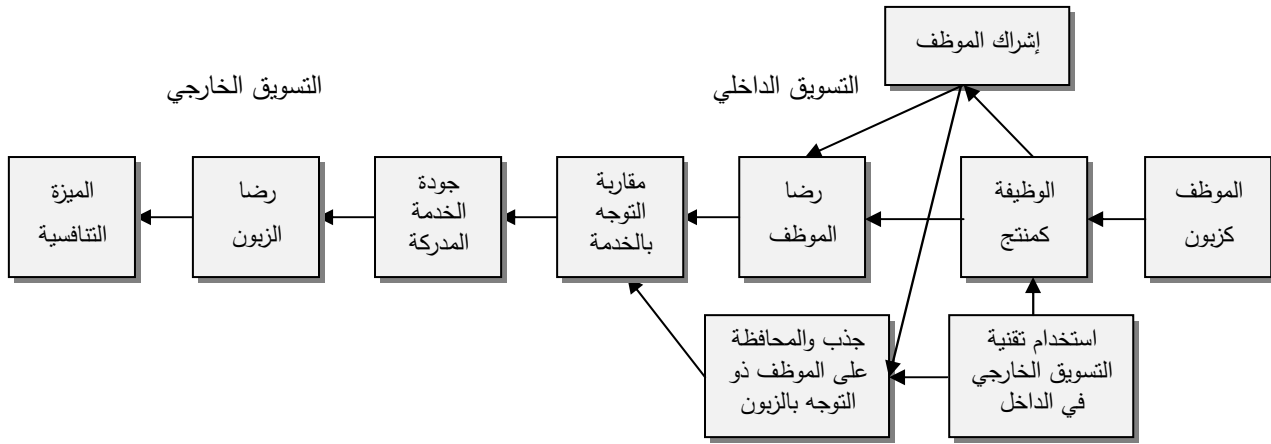 إشراك الموظف
التسويق الداخلي
التسويق الخارجي
الموظف
كزبون
الوظيفة
كمنتج
رضا
الموظف
مقاربة
التوجه
بالخدمة
جودة
الخدمة
المدركة
رضا
الزبون
الميزة
التنافسية
استخدام تقنية
التسويق الخارجي
في الداخل
جذب والمحافظة
على الموظف ذو
التوجه بالزبون